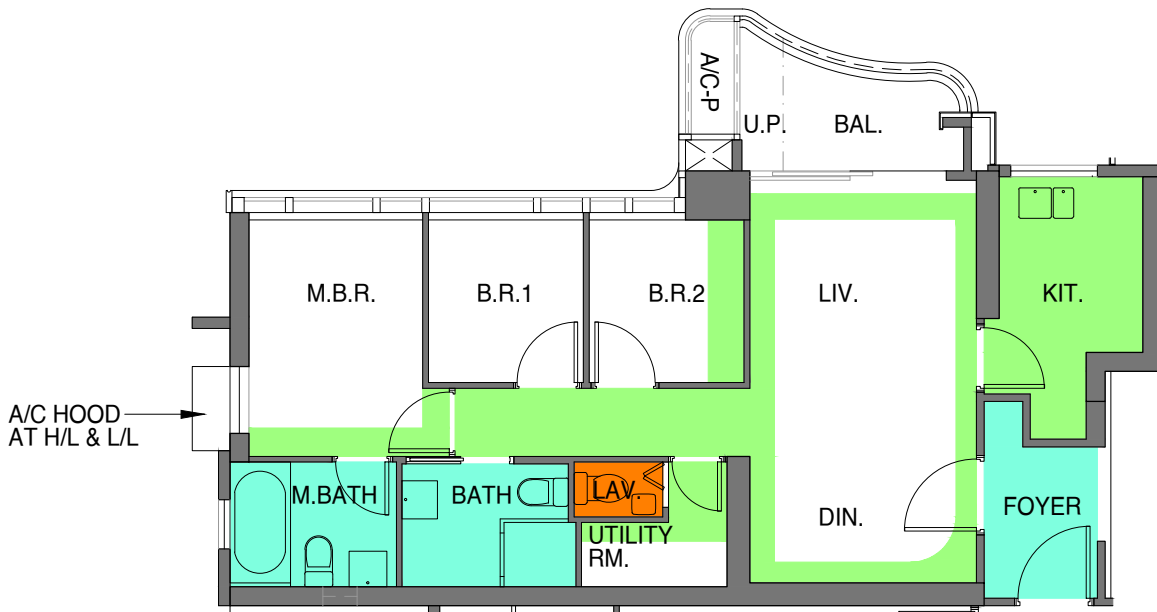 A/C-P
U.P.
BAL.
M.B.R.
B.R.1
B.R.2
LIV.
KIT.
A/C HOOD
AT H/L & L/L
M.BATH
BATH
LAV
FOYER
DIN.
UTILITY
RM.